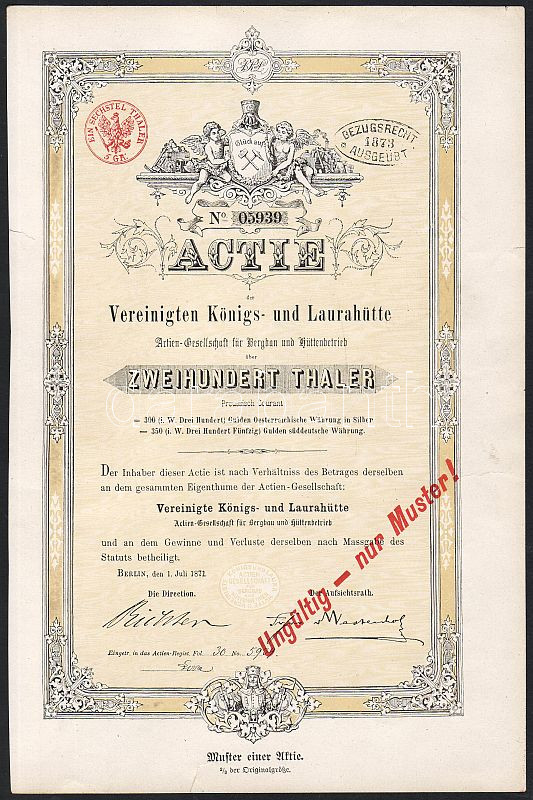 EIN SECHSTEL THALER
5 GR.
BEZUGSRECHT
1873
AUSGEÜBT
Glück auf!
No. 05939
ACTIE
der
Vereinigten Königs- und Laurahütte
Actien-Gesellschaft für Bergbau und Hüttenbetrieb
über
ZWEIHUNDERT THALER
Preussisch Courant
= 300 (i. W. Drei Hundert) Gulden Oesterreichische Währung in Silber
= 350 (i. W. Drei Hundert Fünfzig) Gulden süddeutsche Währung.
Der Inhaber dieser Actie ist nach Verhältniss des Betrages derselben
an dem gesammten Eigenthume der Actien-Gesellschaft:
Vereinigte Königs- und Laurahütte
Actien-Gesellschaft für Bergbau und Hüttenbetrieb
und an dem Gewinne und Verluste derselben nach Massgabe des
Statuts betheiligt.
BERLIN, den 1. Juli 1871.
Die Direction.
Der Aufsichtsrath.
Richter
Eingetr. in das Actien-Regist. Fol. 30 No.
Ungültig — nur Muster!
Muster einer Aktie.
2/3 der Originalgröße.